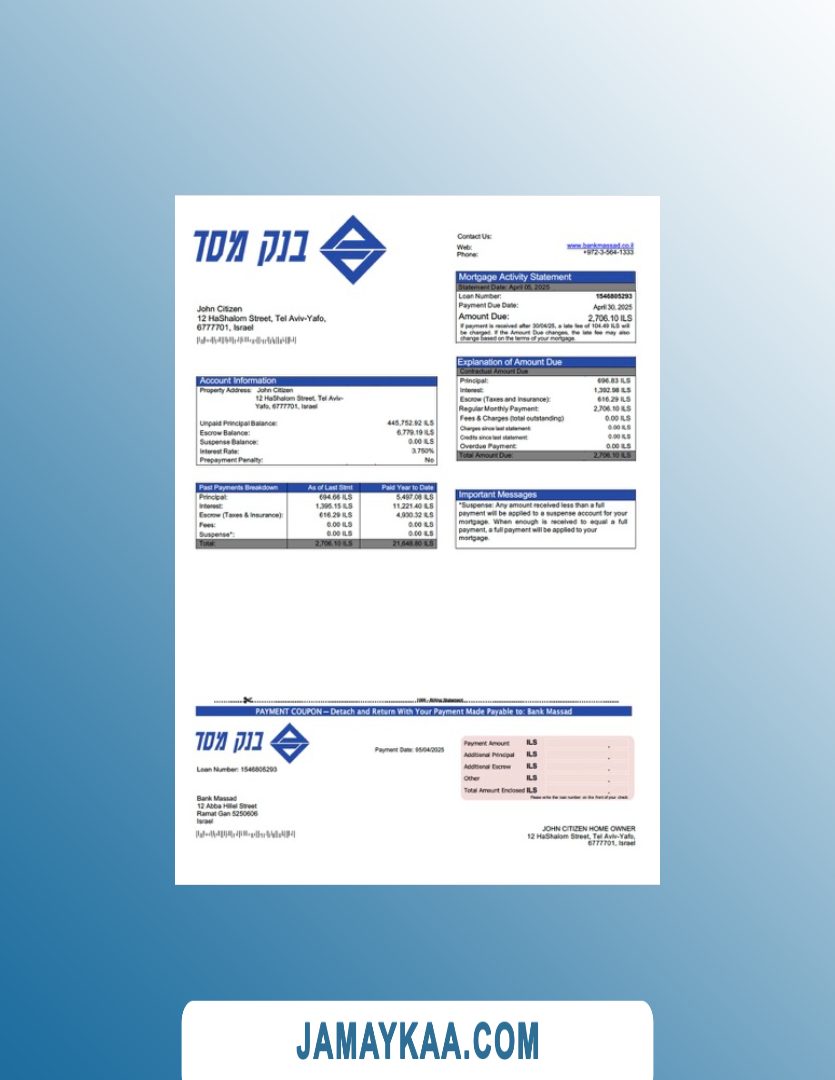 בנק מסד
Contact Us:
Web: www.bankmassad.co.il
Phone: +972-3-564-1333
Mortgage Activity Statement
Statement Date: April 05, 2025
Loan Number: 1546805293
Payment Due Date: April 30, 2025
Amount Due: 2,706.10 ILS
If payment is received after 30/04/25, a late fee of 104.49 ILS will
be charged. If the Amount Due changes, the late fee may also
change based on the terms of your mortgage.
John Citizen
12 HaShalom Street, Tel Aviv-Yafo,
6777701, Israel
Explanation of Amount Due
Contractual Amount Due
Principal: 696.83 ILS
Interest: 1,392.98 ILS
Escrow (Taxes and Insurance): 616.29 ILS
Regular Monthly Payment: 2,706.10 ILS
Fees & Charges (total outstanding) 0.00 ILS
Charges since last statement: 0.00 ILS
Credits since last statement: 0.00 ILS
Overdue Payment: 0.00 ILS
Total Amount Due: 2,706.10 ILS
Account Information
Property Address: John Citizen
12 HaShalom Street, Tel Aviv-
Yafo, 6777701, Israel
Unpaid Principal Balance: 445,752.92 ILS
Escrow Balance: 6,779.19 ILS
Suspense Balance: 0.00 ILS
Interest Rate: 3.750%
Prepayment Penalty: No
Past Payments Breakdown As of Last Stmt Paid Year to Date
Principal: 694.66 ILS 5,497.08 ILS
Interest: 1,395.15 ILS 11,221.40 ILS
Escrow (Taxes & Insurance): 616.29 ILS 4,930.32 ILS
Fees: 0.00 ILS 0.00 ILS
Suspense*: 0.00 ILS 0.00 ILS
Total: 2,706.10 ILS 21,648.80 ILS
Important Messages
*Suspense: Any amount received less than a full
payment will be applied to a suspense account for your
mortgage. When enough is received to equal a full
payment, a full payment will be applied to your
mortgage.
PAYMENT COUPON – Detach and Return With Your Payment Made Payable to: Bank Massad
בנק מסד
Payment Date: 05/04/2025
Loan Number: 1546805293
Payment Amount ILS .
Additional Principal ILS .
Additional Escrow ILS .
Other ILS .
Total Amount Enclosed ILS .
Please write the loan number on the front of your check.
Bank Massad
12 Abba Hillel Street
Ramat Gan 5250606
Israel
JOHN CITIZEN HOME OWNER
12 HaShalom Street, Tel Aviv-Yafo,
6777701, Israel
JAMAYKAA.COM